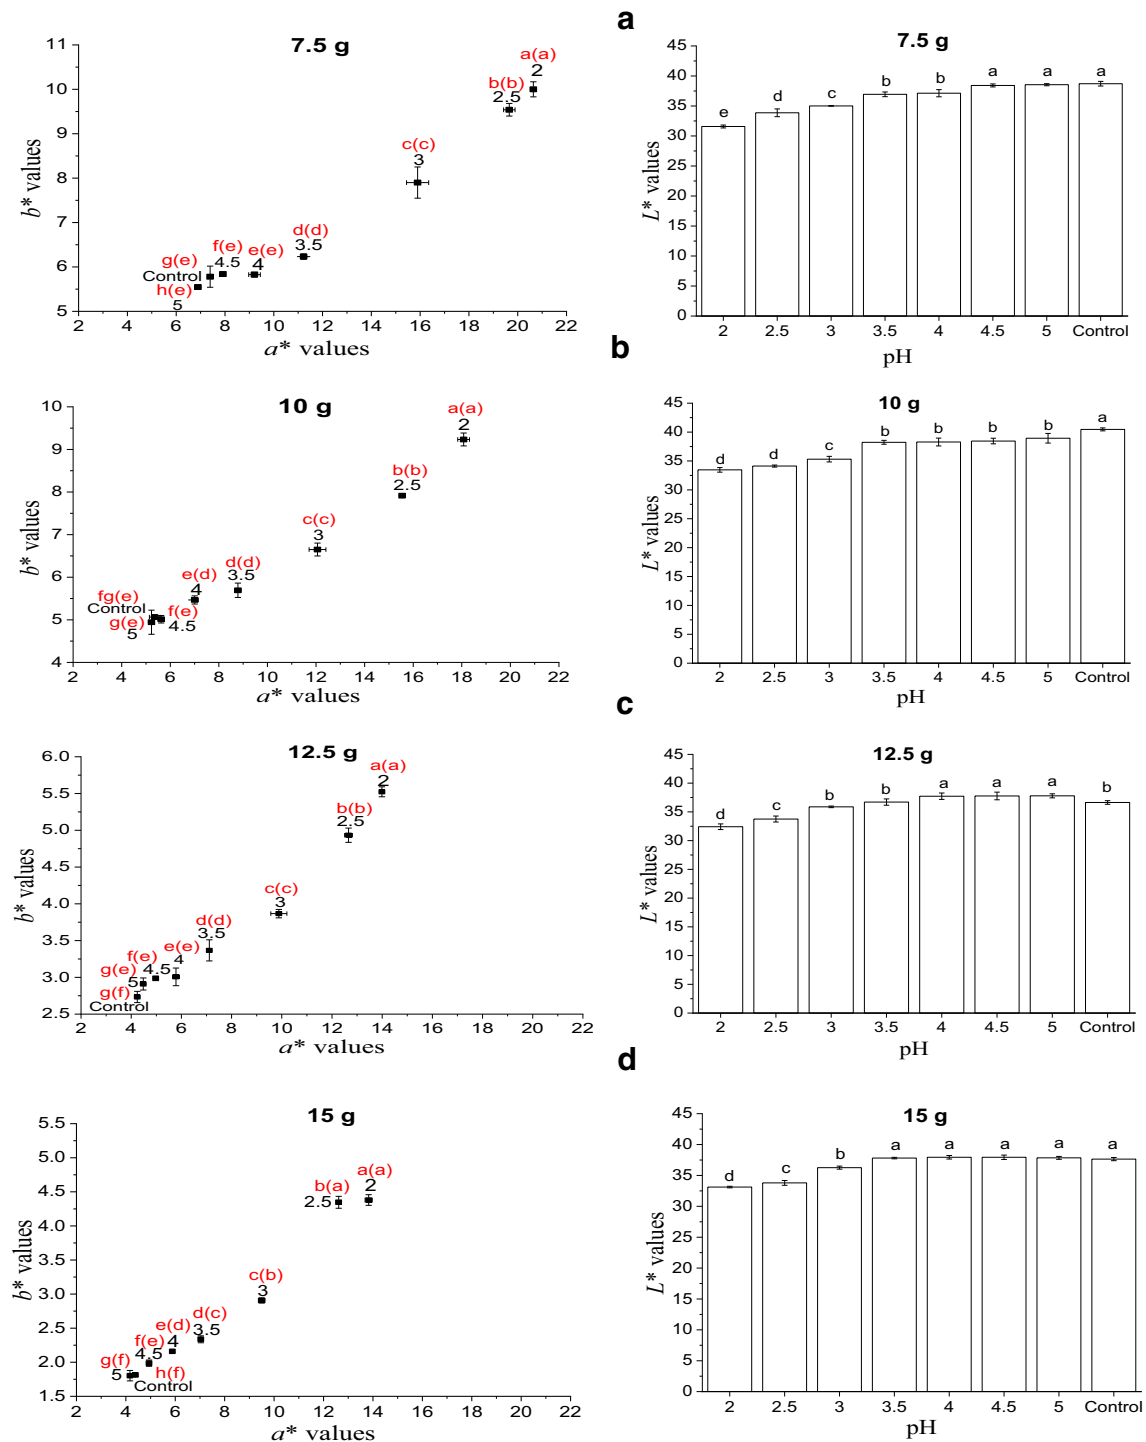 a
7.5 g
11
10
9
8
7
6
5
b* values
a(a)
2
b(b)
2.5
c(c)
3
d(d)
3.5
e(e)
4
f(e)
4.5
g(e)
Control
h(e)
5
2 4 6 8 10 12 14 16 18 20 22
a* values
7.5 g
45
40
35
30
25
20
15
10
5
0
L* values
e d c b b a a a
2 2.5 3 3.5 4 4.5 5 Control
pH
b
10 g
10
9
8
7
6
5
4
b* values
a(a)
2
b(b)
2.5
c(c)
3
d(d)
3.5
e(d)
4
fg(e)
Control
f(e)
4.5
g(e)
5
2 4 6 8 10 12 14 16 18 20 22
a* values
10 g
45
40
35
30
25
20
15
10
5
0
L* values
d d c b b b b a
2 2.5 3 3.5 4 4.5 5 Control
pH
c
12.5 g
6.0
5.5
5.0
4.5
4.0
3.5
3.0
2.5
b* values
a(a)
2
b(b)
2.5
c(c)
3
d(d)
3.5
e(e)
4
f(e)
4.5
g(e)
5
g(f)
Control
2 4 6 8 10 12 14 16 18 20 22
a* values
12.5 g
45
40
35
30
25
20
15
10
5
0
L* values
d c b b a a a b
2 2.5 3 3.5 4 4.5 5 Control
pH
d
15 g
5.5
5.0
4.5
4.0
3.5
3.0
2.5
2.0
1.5
b* values
a(a)
2
b(a)
2.5
c(b)
3
d(c)
3.5
e(d)
4
f(e)
4.5
g(f)
5
h(f)
Control
2 4 6 8 10 12 14 16 18 20 22
a* values
15 g
45
40
35
30
25
20
15
10
5
0
L* values
d c b a a a a a
2 2.5 3 3.5 4 4.5 5 Control
pH